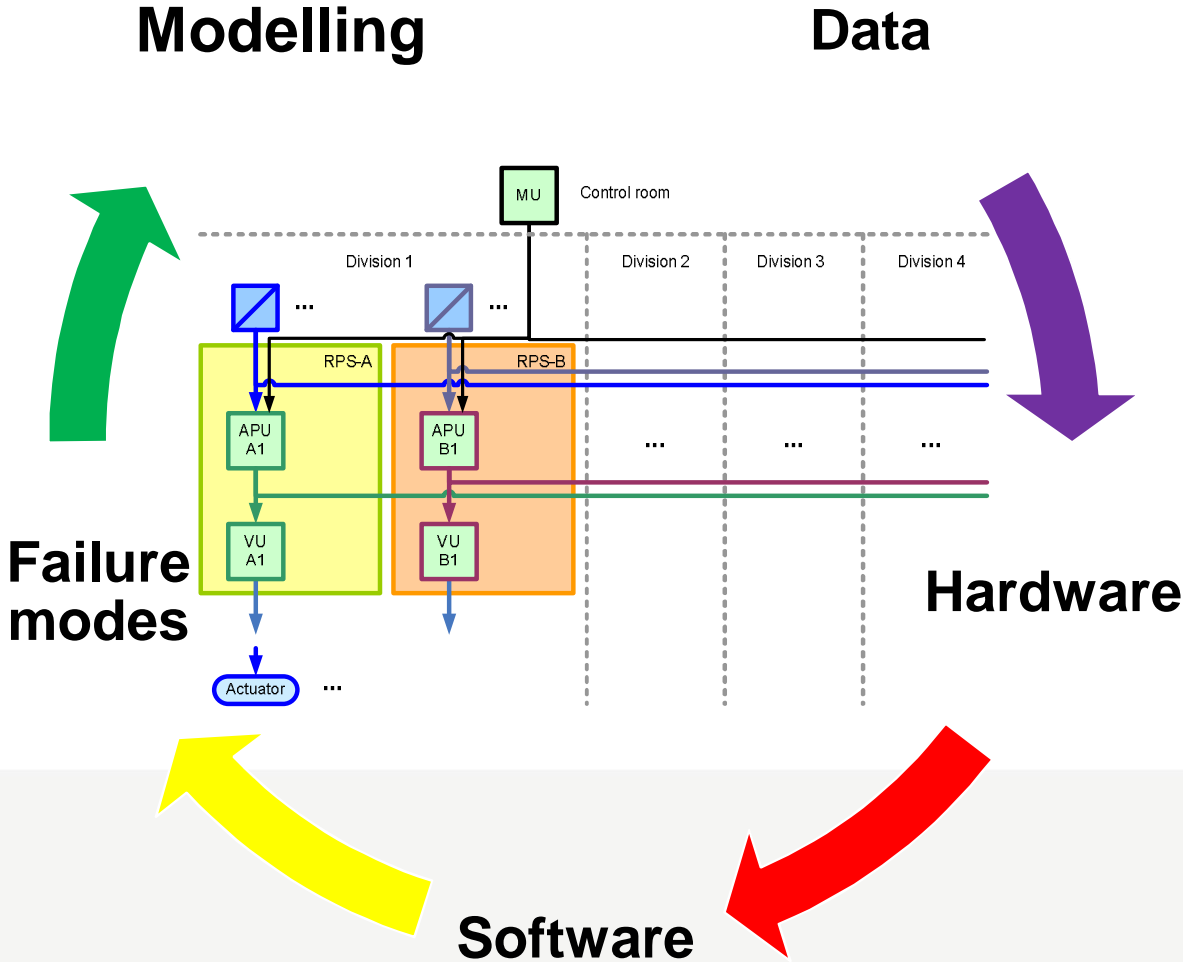 Modelling
Data
MU
Control room
Division 1
Division 2
Division 3
Division 4
...
...
RPS-A
RPS-B
APU
A1
APU
B1
...
...
...
VU
A1
VU
B1
Failure
modes
Hardware
Actuator
...
Software